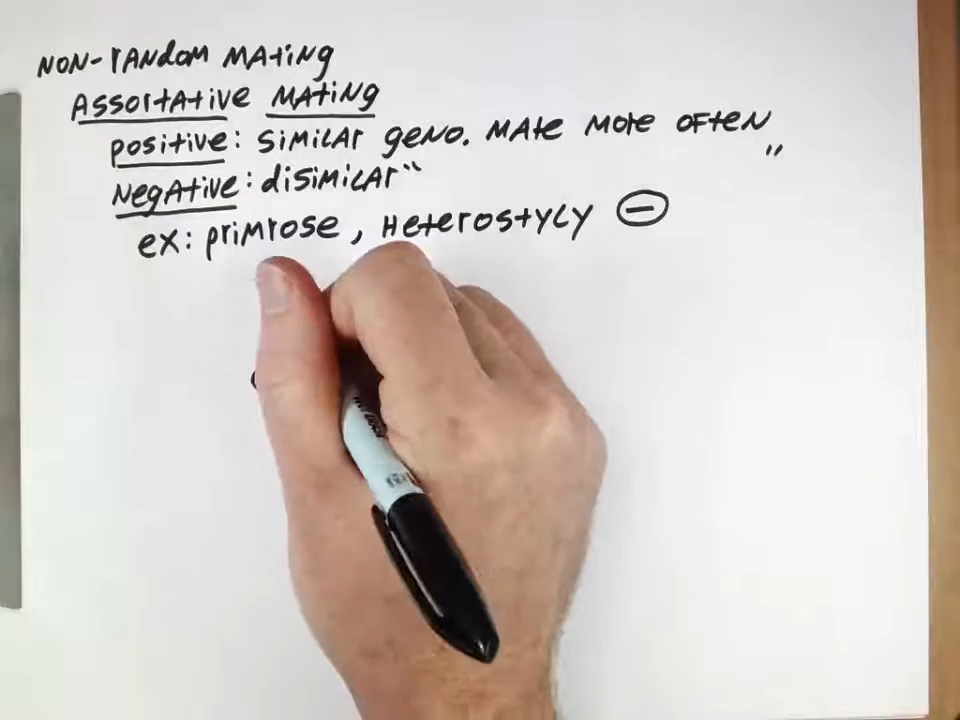 NON-rANdOM MAtiNg
ASSOrtAtive MAtiNg
positive: SiMiLAr geNO. MAte MOre OFteN
NegAtive: disiMiLAr " "
ex: primrose, Heterostyly ⊖